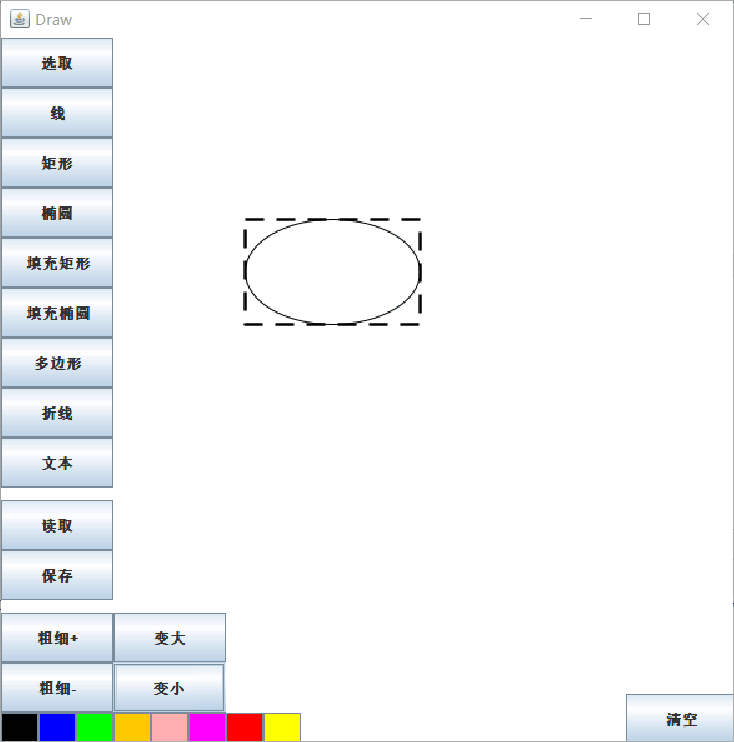 Draw
选取
线
矩形
椭圆
填充矩形
填充椭圆
多边形
折线
文本
读取
保存
粗细+
变大
粗细-
变小
清空